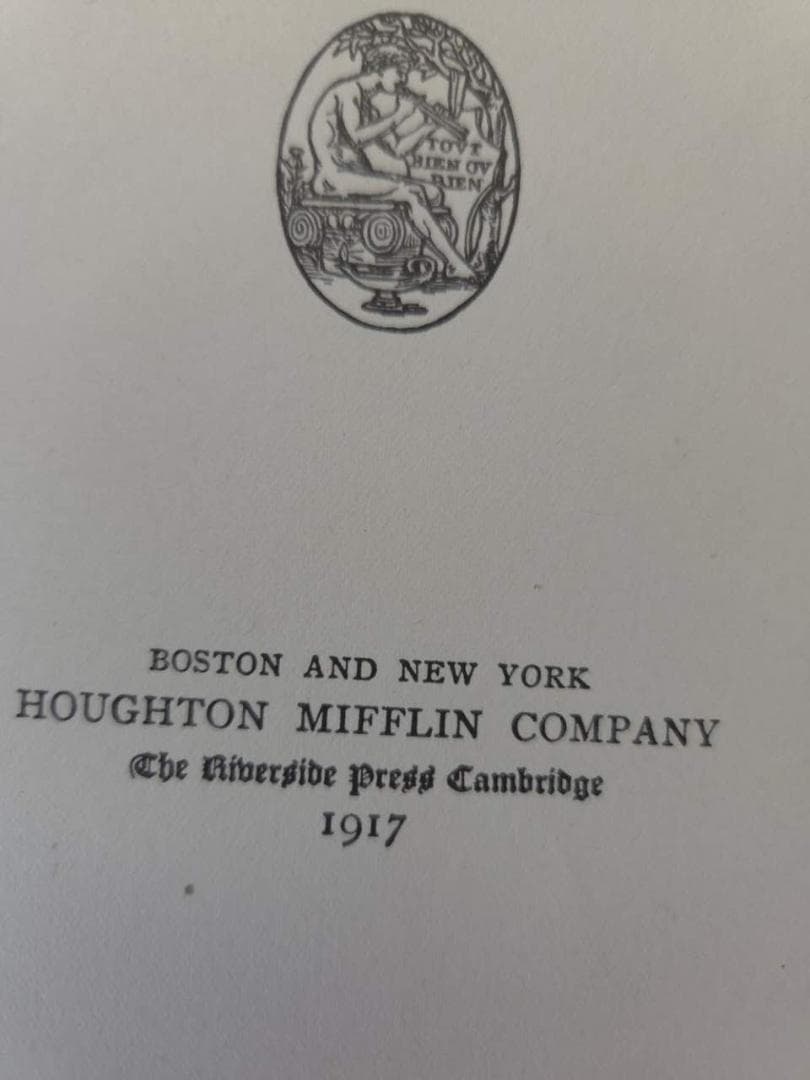 TOVT
BIEN OV
RIEN
BOSTON AND NEW YORK
HOUGHTON MIFFLIN COMPANY
The Riverside Press Cambridge
1917